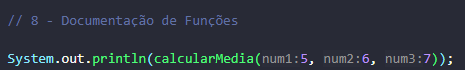 // 8 - Documentação de Funções
System.out.println(calcularMedia(num1:5, num2:6, num3:7));